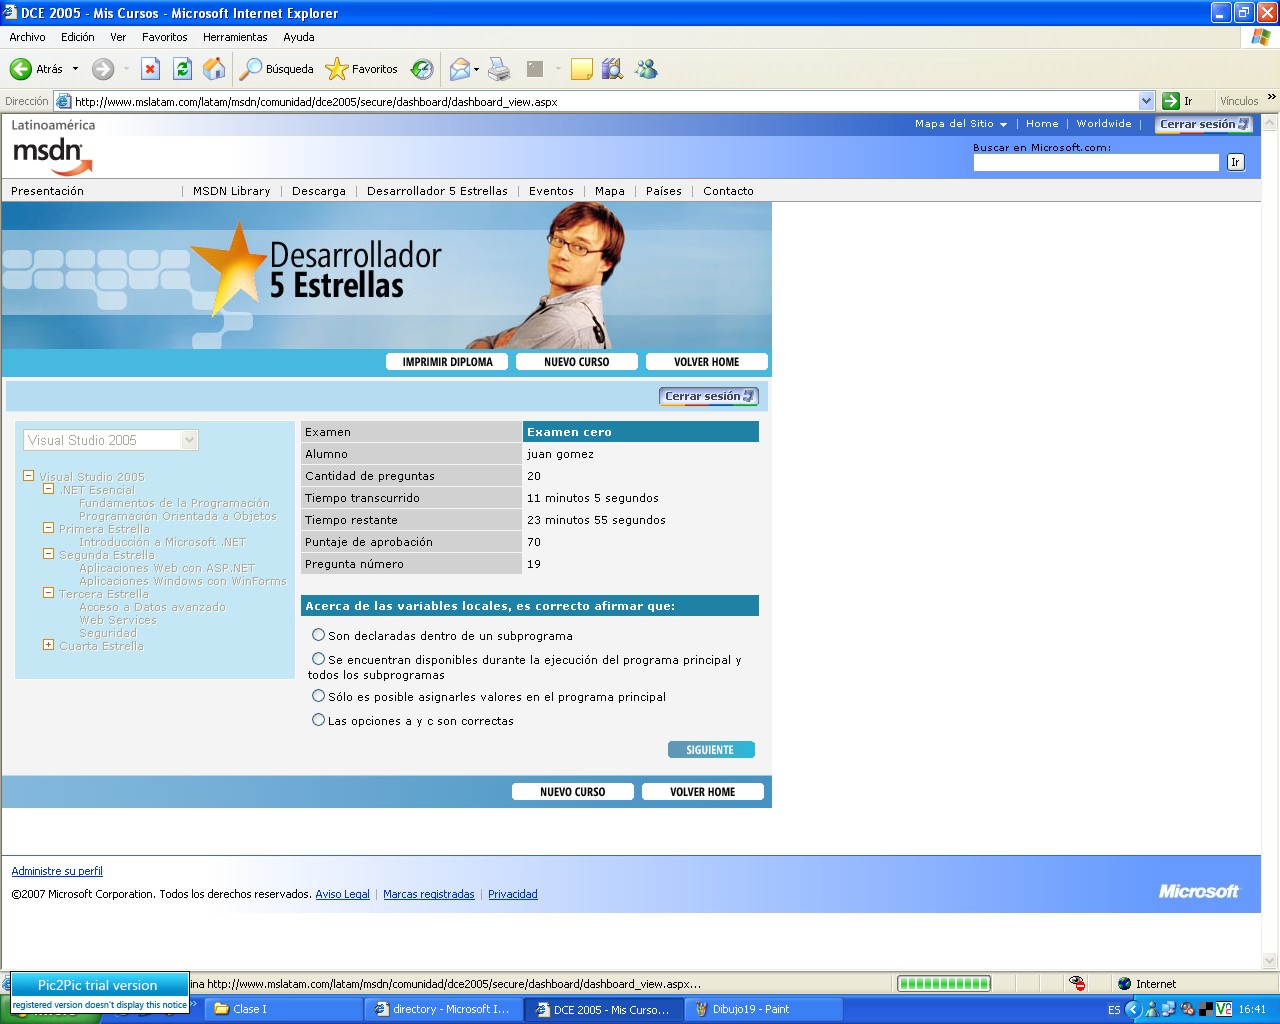 DCE 2005 - Mis Cursos - Microsoft Internet Explorer
Archivo Edición Ver Favoritos Herramientas Ayuda
Atrás Búsqueda Favoritos
Dirección http://www.mslatam.com/latam/msdn/comunidad/dce2005/secure/dashboard/dashboard_view.aspx Ir Vínculos »
Latinoamérica
msdn
Mapa del Sitio | Home | Worldwide | Cerrar sesión
Buscar en Microsoft.com:
Ir
Presentación | MSDN Library | Descarga | Desarrollador 5 Estrellas | Eventos | Mapa | Países | Contacto
Desarrollador
5 Estrellas
IMPRIMIR DIPLOMA NUEVO CURSO VOLVER HOME
Cerrar sesión
Visual Studio 2005
Visual Studio 2005
.NET Esencial
Fundamentos de la Programación
Programación Orientada a Objetos
Primera Estrella
Introducción a Microsoft .NET
Segunda Estrella
Aplicaciones Web con ASP.NET
Aplicaciones Windows con WinForms
Tercera Estrella
Acceso a Datos avanzado
Web Services
Seguridad
Cuarta Estrella
Examen Examen cero
Alumno juan gomez
Cantidad de preguntas 20
Tiempo transcurrido 11 minutos 5 segundos
Tiempo restante 23 minutos 55 segundos
Puntaje de aprobación 70
Pregunta número 19
Acerca de las variables locales, es correcto afirmar que:
Son declaradas dentro de un subprograma
Se encuentran disponibles durante la ejecución del programa principal y
todos los subprogramas
Sólo es posible asignarles valores en el programa principal
Las opciones a y c son correctas
SIGUIENTE
NUEVO CURSO VOLVER HOME
Administre su perfil
©2007 Microsoft Corporation. Todos los derechos reservados. Aviso Legal | Marcas registradas | Privacidad
Microsoft
ina http://www.mslatam.com/latam/msdn/comunidad/dce2005/secure/dashboard/dashboard_view.aspx... Internet
Pic2Pic trial version
registered version doesn't display this notice
Clase I directory - Microsoft I... DCE 2005 - Mis Curso... Dibujo19 - Paint ES 16:41